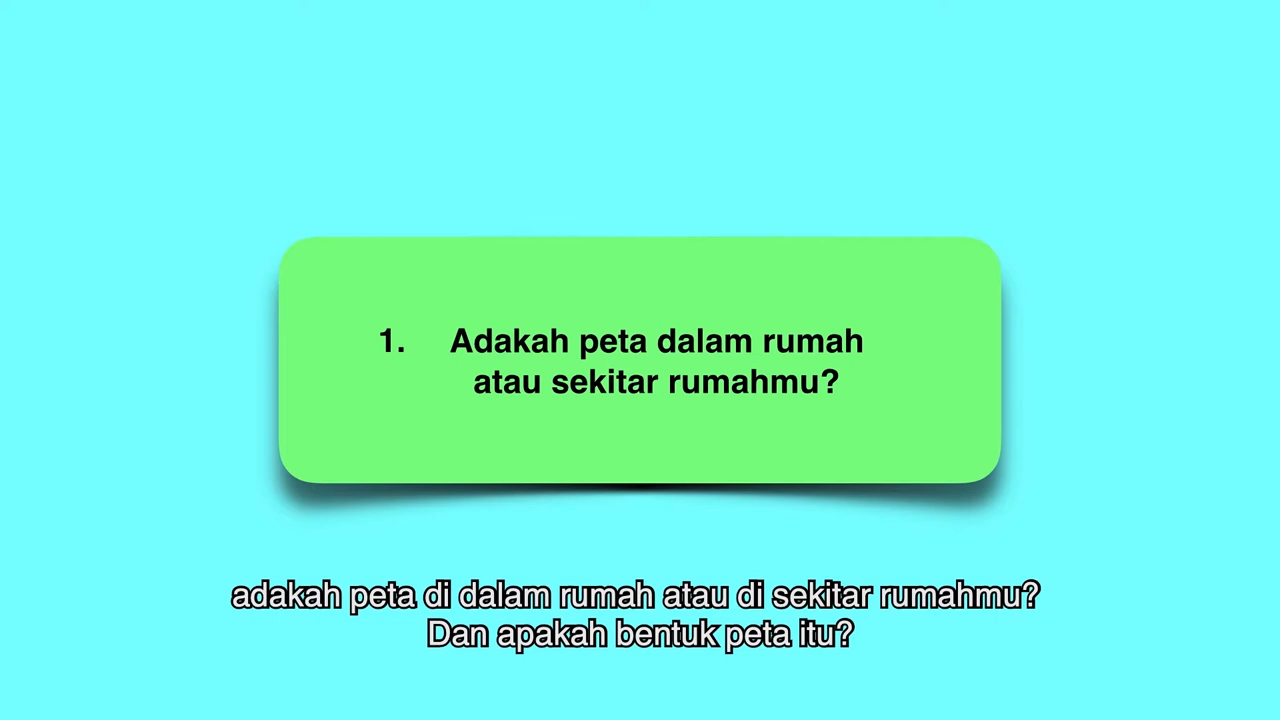 1. Adakah peta dalam rumah
atau sekitar rumahmu?
adakah peta di dalam rumah atau di sekitar rumahmu?
Dan apakah bentuk peta itu?